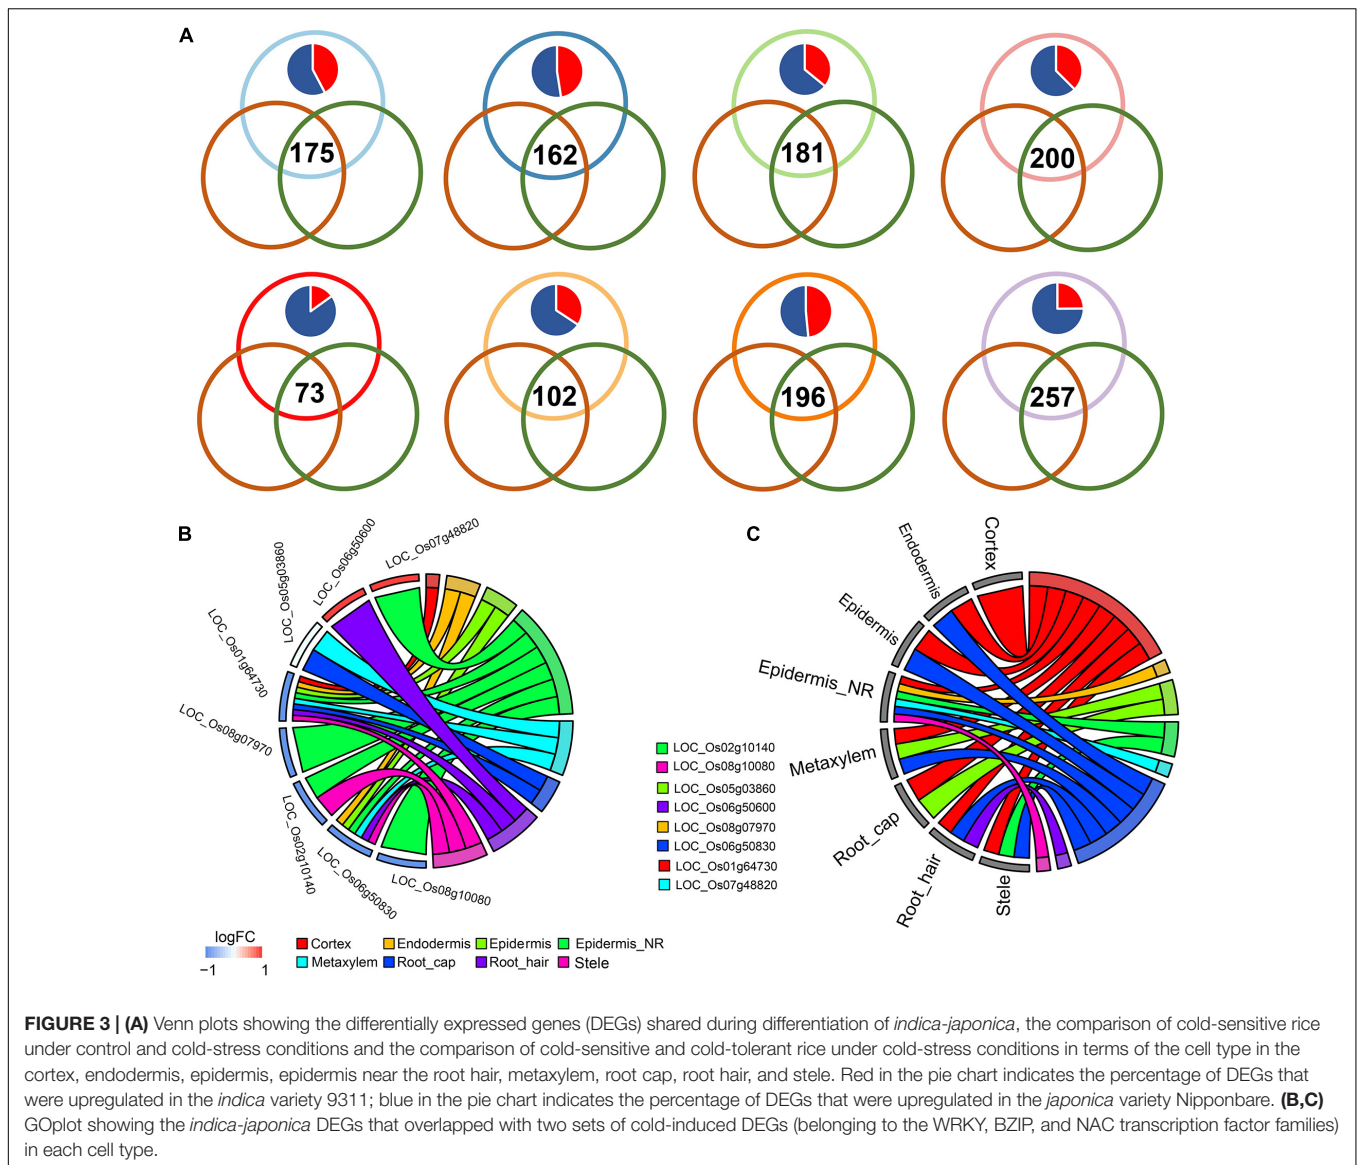 A
175
162
181
200
73
102
196
257
B
LOC_Os07g48820
LOC_Os06g50600
LOC_Os05g03860
LOC_Os01g64730
LOC_Os08g07970
LOC_Os02g10140
LOC_Os06g50830
LOC_Os08g10080
logFC
−1 1
Cortex Endodermis Epidermis Epidermis_NR
Metaxylem Root_cap Root_hair Stele
C
Cortex
Endodermis
Epidermis
Epidermis_NR
Metaxylem
Root_cap
Root_hair
Stele
LOC_Os02g10140
LOC_Os08g10080
LOC_Os05g03860
LOC_Os06g50600
LOC_Os08g07970
LOC_Os06g50830
LOC_Os01g64730
LOC_Os07g48820
FIGURE 3 | (A) Venn plots showing the differentially expressed genes (DEGs) shared during differentiation of indica-japonica, the comparison of cold-sensitive rice
under control and cold-stress conditions and the comparison of cold-sensitive and cold-tolerant rice under cold-stress conditions in terms of the cell type in the
cortex, endodermis, epidermis, epidermis near the root hair, metaxylem, root cap, root hair, and stele. Red in the pie chart indicates the percentage of DEGs that
were upregulated in the indica variety 9311; blue in the pie chart indicates the percentage of DEGs that were upregulated in the japonica variety Nipponbare. (B,C)
GOplot showing the indica-japonica DEGs that overlapped with two sets of cold-induced DEGs (belonging to the WRKY, BZIP, and NAC transcription factor families)
in each cell type.